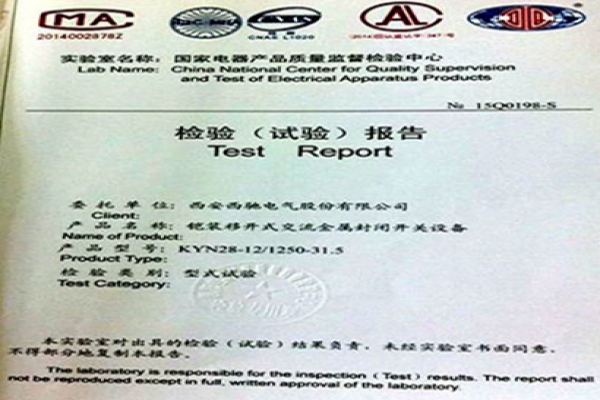 CMA
2014002878Z
CNAS L1020
CAL
实验室名称: 国家电器产品质量监督检验中心
Lab Name: China National Center for Quality Supervision
and Test of Electrical Apparatus Products
№ 15Q0198-S
检验(试验)报告
Test Report
委托单位: 西安西驰电气股份有限公司
Client:
产品名称: 铠装移开式交流金属封闭开关设备
Name of Product:
产品型号: KYN28-12/1250-31.5
Product Type:
检验类别: 型式试验
Test Category:
本实验室对出具的检验(试验)结果负责。未经实验室书面同意,
不得部分地复制本报告。
The laboratory is responsible for the inspection (Test) results. The report shall
not be reproduced except in full, written approval of the laboratory.